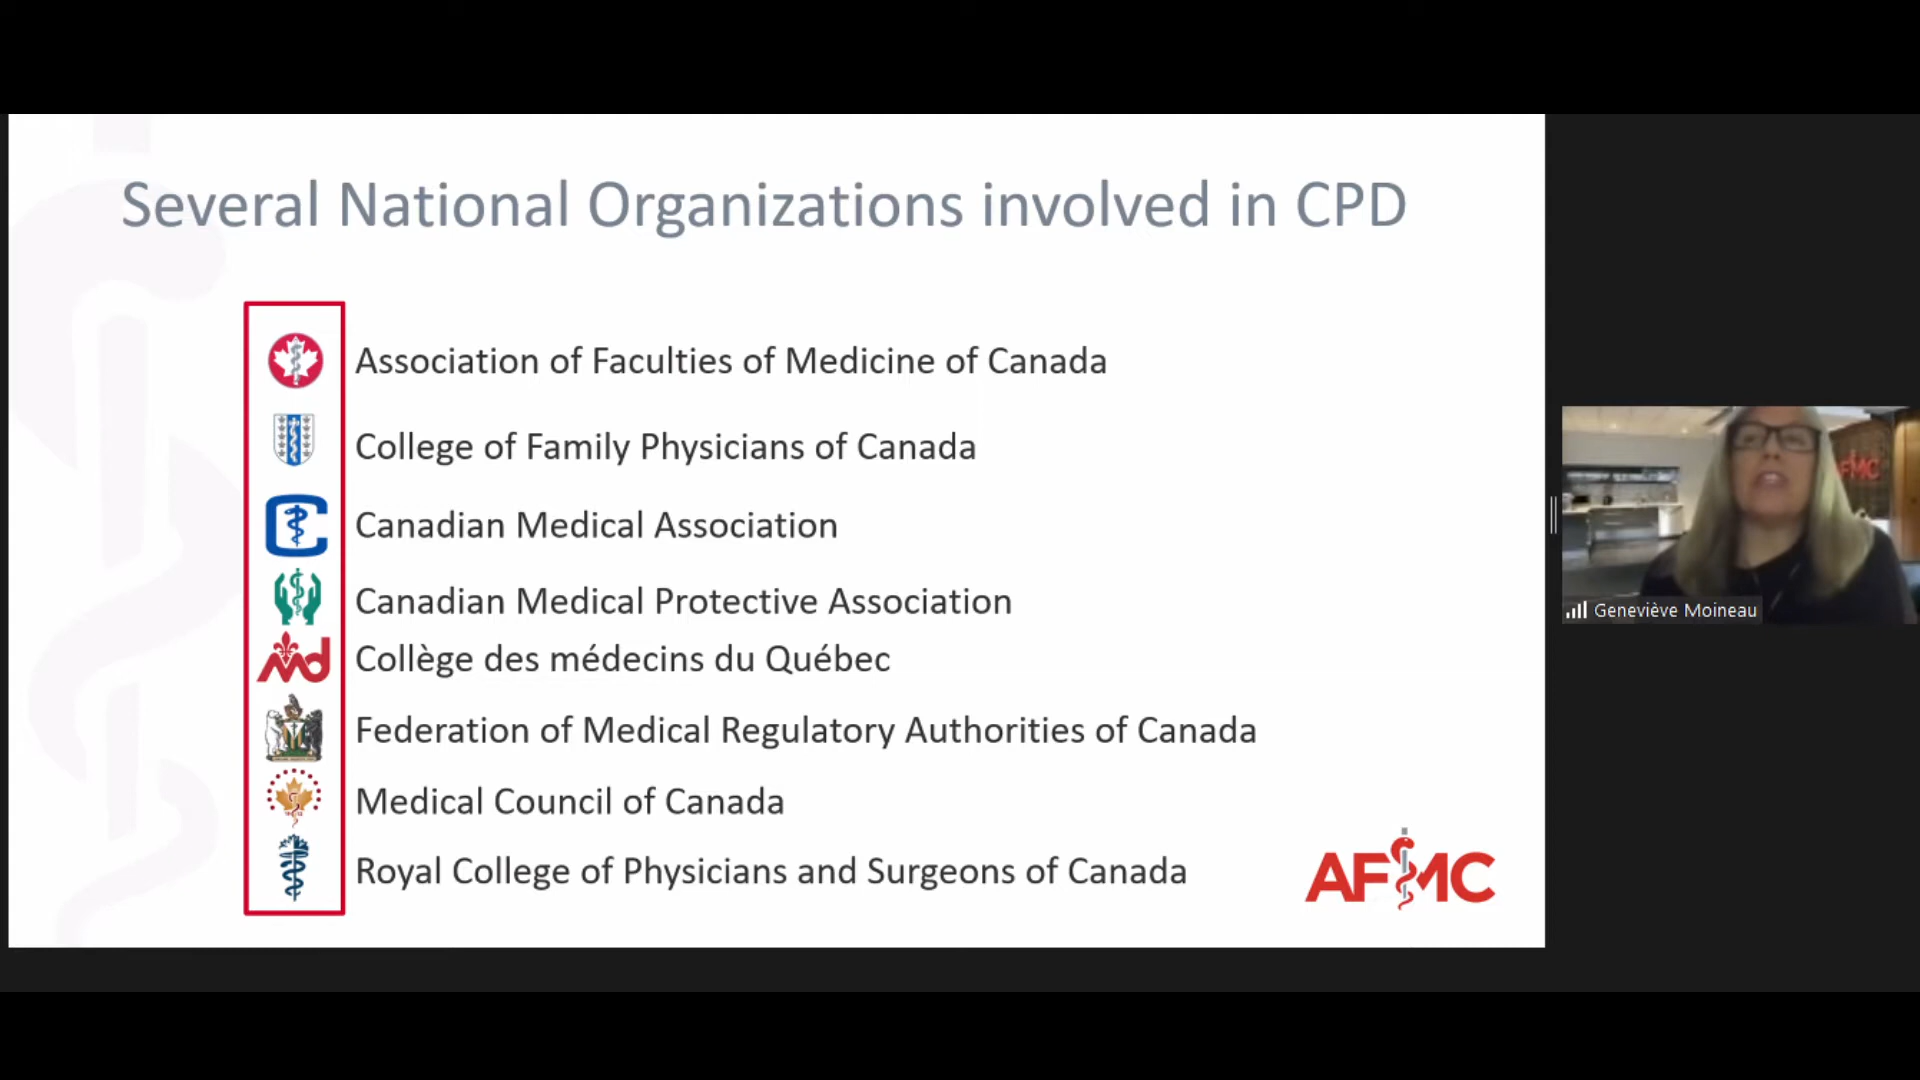 Several National Organizations involved in CPD
Association of Faculties of Medicine of Canada
College of Family Physicians of Canada
Canadian Medical Association
Canadian Medical Protective Association
Collège des médecins du Québec
Federation of Medical Regulatory Authorities of Canada
Medical Council of Canada
Royal College of Physicians and Surgeons of Canada
AFMC
Geneviève Moineau